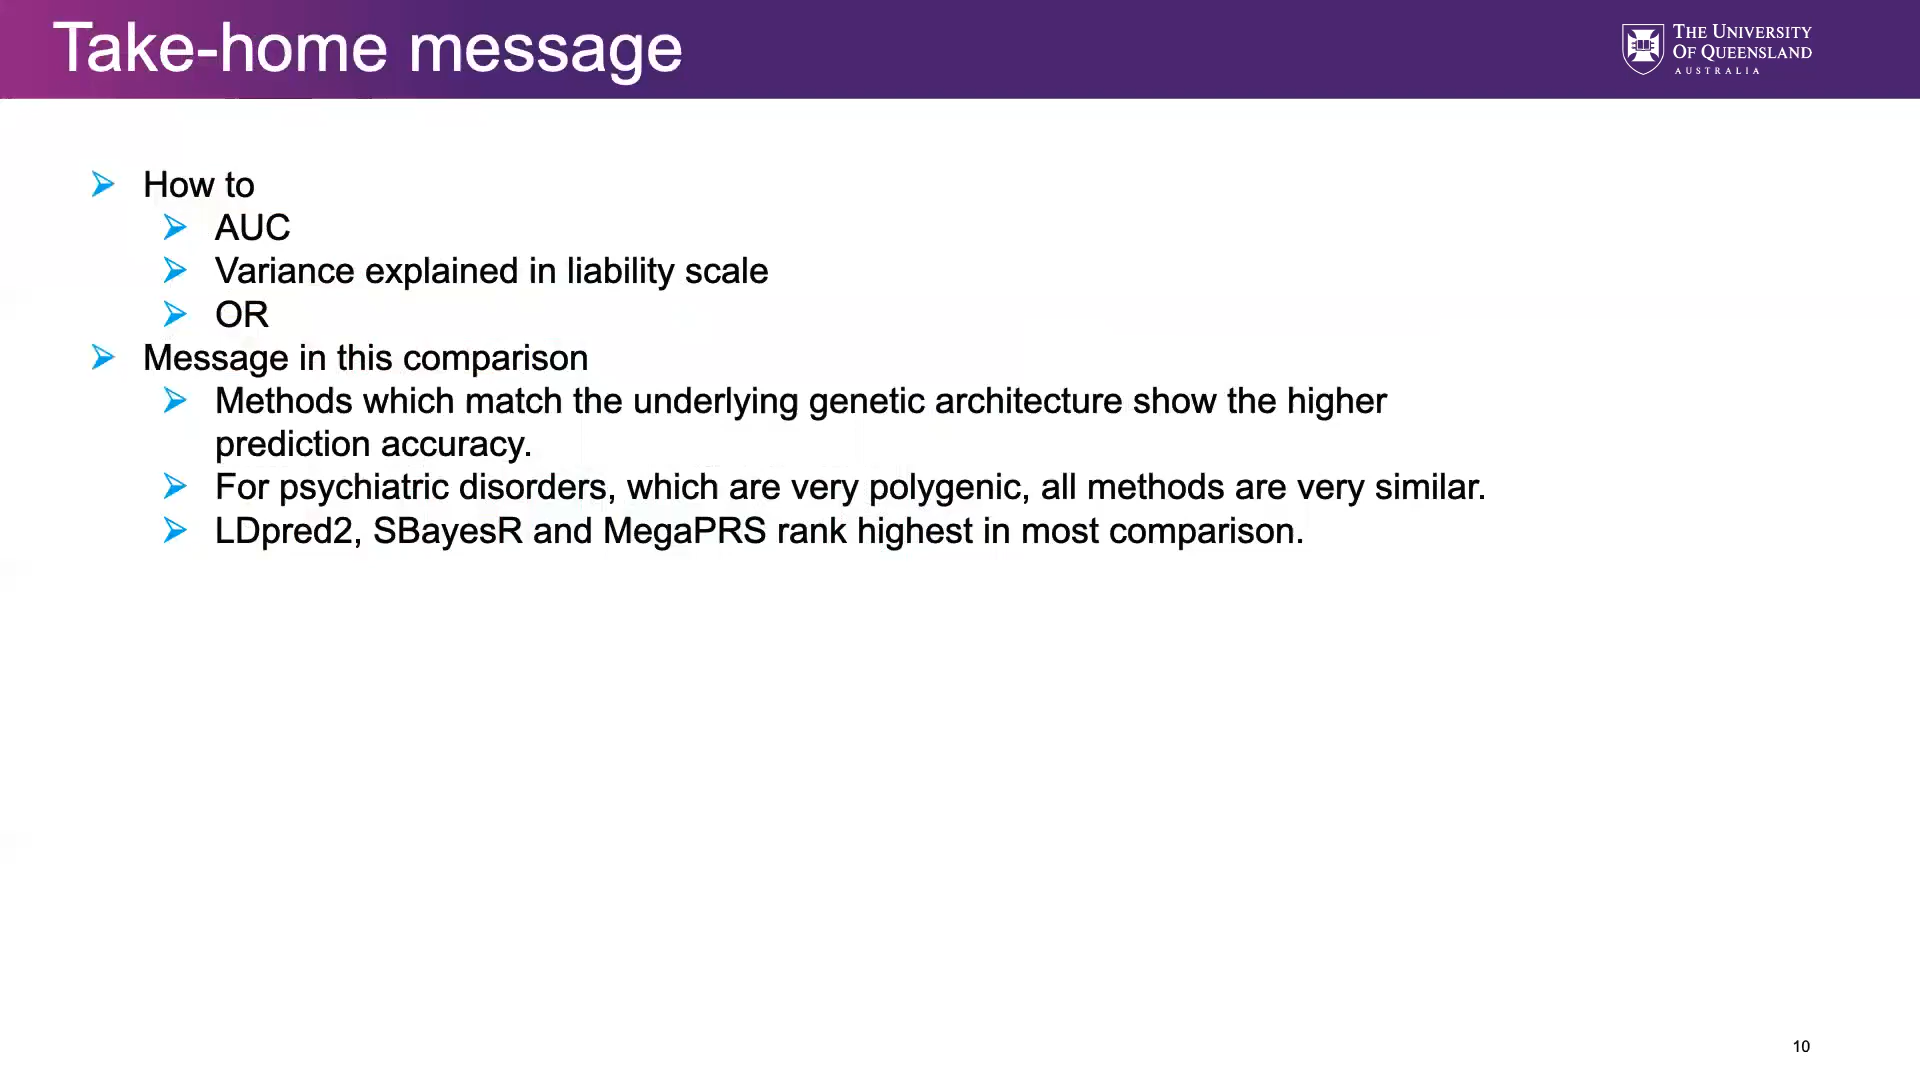 Take-home message
THE UNIVERSITY
OF QUEENSLAND
AUSTRALIA
How to
AUC
Variance explained in liability scale
OR
Message in this comparison
Methods which match the underlying genetic architecture show the higher
prediction accuracy.
For psychiatric disorders, which are very polygenic, all methods are very similar.
LDpred2, SBayesR and MegaPRS rank highest in most comparison.
10